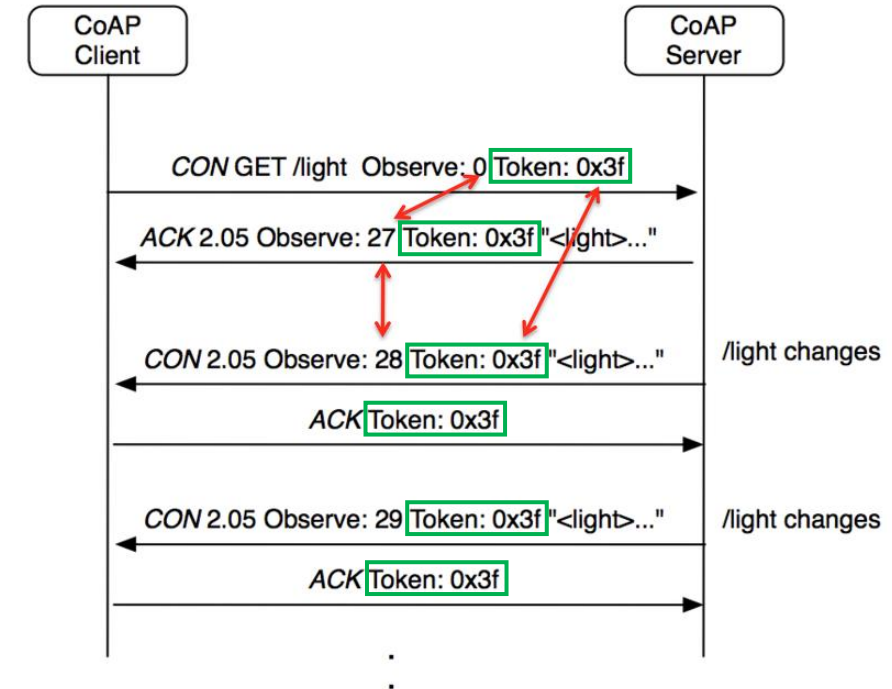 CoAP
Client
CoAP
Server
CON GET /light Observe: 0 Token: 0x3f
ACK 2.05 Observe: 27 Token: 0x3f "<light>..."
CON 2.05 Observe: 28 Token: 0x3f "<light>..."
/light changes
ACK Token: 0x3f
CON 2.05 Observe: 29 Token: 0x3f "<light>..."
/light changes
ACK Token: 0x3f